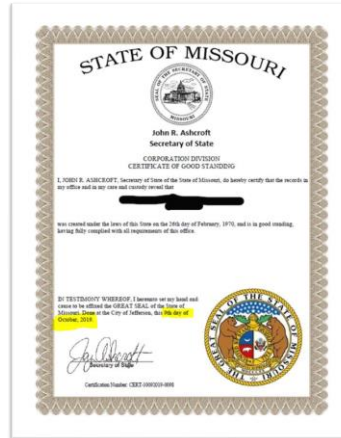 STATE OF MISSOURI
John R. Ashcroft
Secretary of State
CORPORATION DIVISION
CERTIFICATE OF GOOD STANDING
I, JOHN R. ASHCROFT, Secretary of State of the State of Missouri, do hereby certify that the records in
my office and in my care and custody reveal that
was created under the laws of this State on the 26th day of February, 1970, and is in good standing,
having fully complied with all requirements of this office.
IN TESTIMONY WHEREOF, I hereunto set my hand and
cause to be affixed the GREAT SEAL of the State of
Missouri. Done at the City of Jefferson, this 9th day of
October, 2019.
THE GREAT SEAL OF THE STATE OF MISSOURI
Secretary of State
Certification Number: